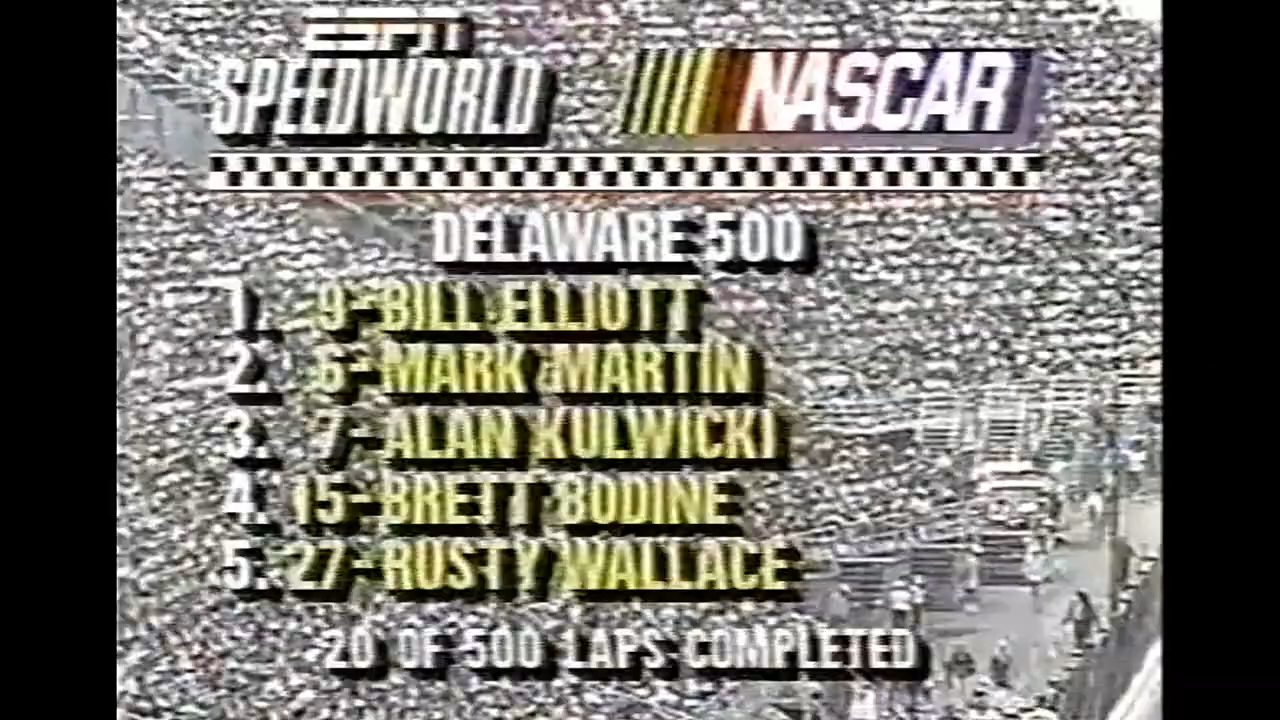 ESPN
SPEEDWORLD
NASCAR
DELAWARE 500
1. 9-BILL ELLIOTT
2. 6-MARK MARTIN
3. 7-ALAN KULWICKI
4. 15-BRETT BODINE
5. 27-RUSTY WALLACE
20 OF 500 LAPS COMPLETED